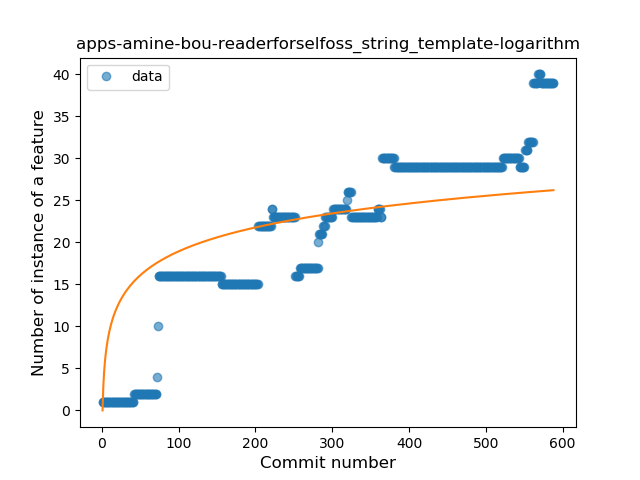 apps-amine-bou-readerforselfoss_string_template-logarithm
data
Number of instance of a feature
40
35
30
25
20
15
10
5
0
0 100 200 300 400 500 600
Commit number